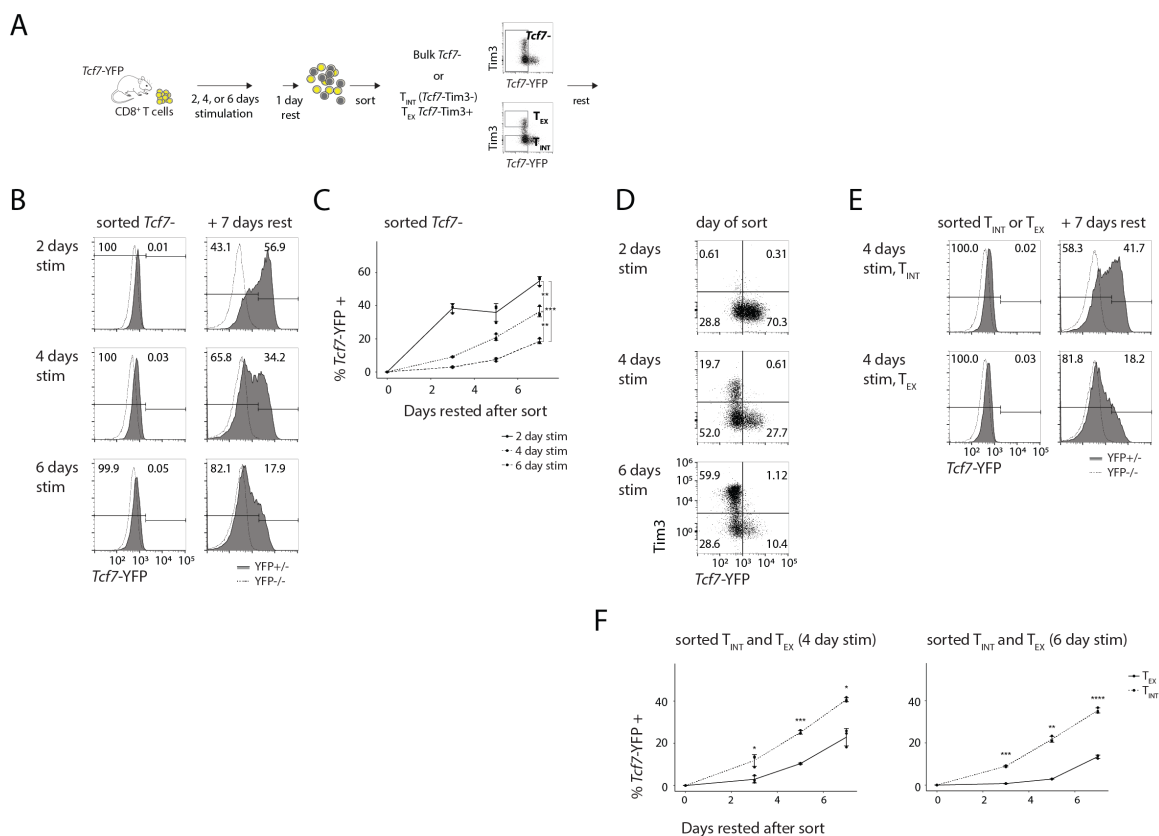 A
Tcf7-YFP
CD8+ T cells
2, 4, or 6 days
stimulation
1 day
rest
sort
Bulk Tcf7-
or
TINT (Tcf7-Tim3-)
TEX Tcf7-Tim3+
Tim3
Tcf7-
Tcf7-YFP
Tim3
TEX
TINT
Tcf7-YFP
rest
B
sorted Tcf7-
+ 7 days rest
2 days
stim
100 0.01
43.1 56.9
4 days
stim
100 0.03
65.8 34.2
6 days
stim
99.9 0.05
82.1 17.9
10² 10³ 10⁴ 10⁵
Tcf7-YFP
YFP+/-
YFP-/-
C
sorted Tcf7-
% Tcf7-YFP +
60
40
20
0
0 2 4 6
**
***
**
Days rested after sort
2 day stim
4 day stim
6 day stim
D
day of sort
2 days
stim
0.61 0.31
28.8 70.3
4 days
stim
19.7 0.61
52.0 27.7
6 days
stim
10⁶
10⁵
10⁴
10⁰
59.9 1.12
28.6 10.4
Tim3
10² 10³ 10⁴ 10⁵
Tcf7-YFP
E
sorted TINT or TEX
+ 7 days rest
4 days
stim, TINT
100.0 0.02
58.3 41.7
4 days
stim, TEX
100.0 0.03
81.8 18.2
10² 10³ 10⁴ 10⁵
Tcf7-YFP
YFP+/-
YFP-/-
F
sorted TINT and TEX (4 day stim)
% Tcf7-YFP +
40
20
0
0 2 4 6
*
***
*
Days rested after sort
sorted TINT and TEX (6 day stim)
40
20
0
0 2 4 6
***
**
****
TEX
TINT